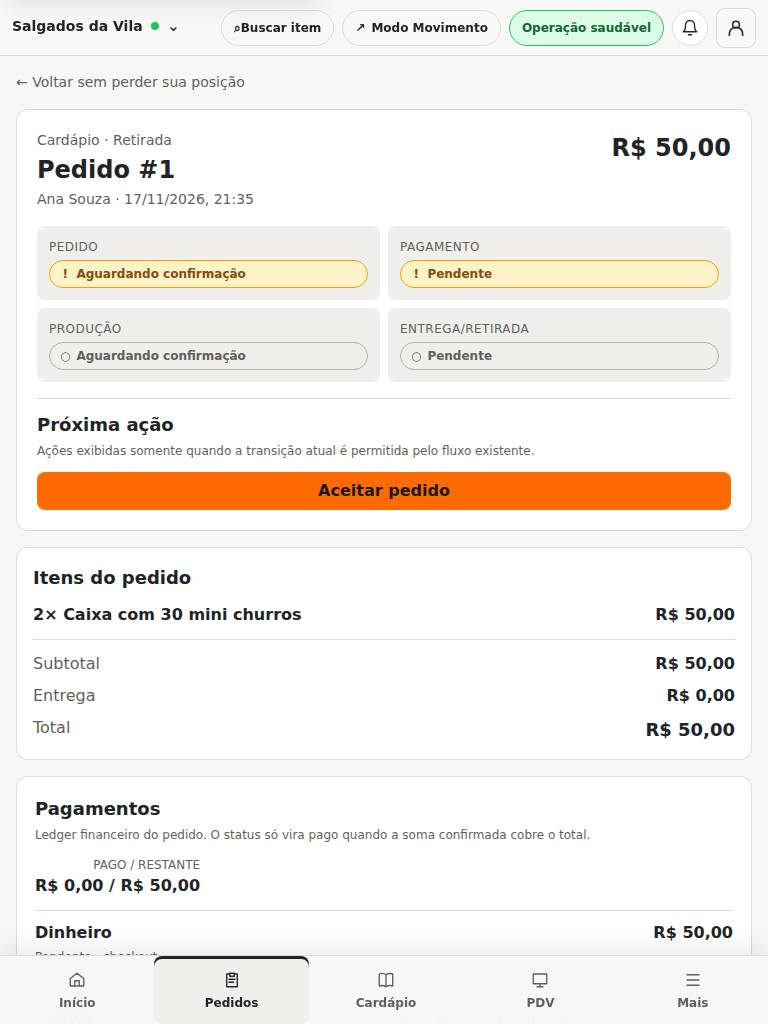 Salgados da Vila
Buscar item
Modo Movimento
Operação saudável
← Voltar sem perder sua posição
Cardápio · Retirada
Pedido #1
R$ 50,00
Ana Souza · 17/11/2026, 21:35
PEDIDO
! Aguardando confirmação
PAGAMENTO
! Pendente
PRODUÇÃO
○ Aguardando confirmação
ENTREGA/RETIRADA
○ Pendente
Próxima ação
Ações exibidas somente quando a transição atual é permitida pelo fluxo existente.
Aceitar pedido
Itens do pedido
2× Caixa com 30 mini churros R$ 50,00
Subtotal R$ 50,00
Entrega R$ 0,00
Total R$ 50,00
Pagamentos
Ledger financeiro do pedido. O status só vira pago quando a soma confirmada cobre o total.
PAGO / RESTANTE
R$ 0,00 / R$ 50,00
Dinheiro R$ 50,00
Início
Pedidos
Cardápio
PDV
Mais